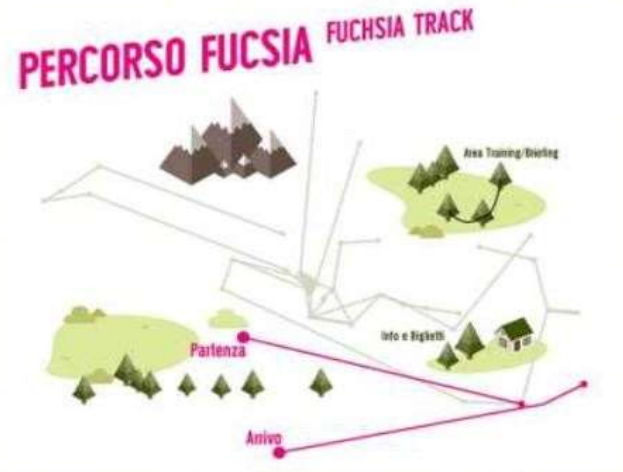 PERCORSO FUCSIA FUCHSIA TRACK
Area Training/Briefing
Info e Biglietti
Partenza
Arrivo